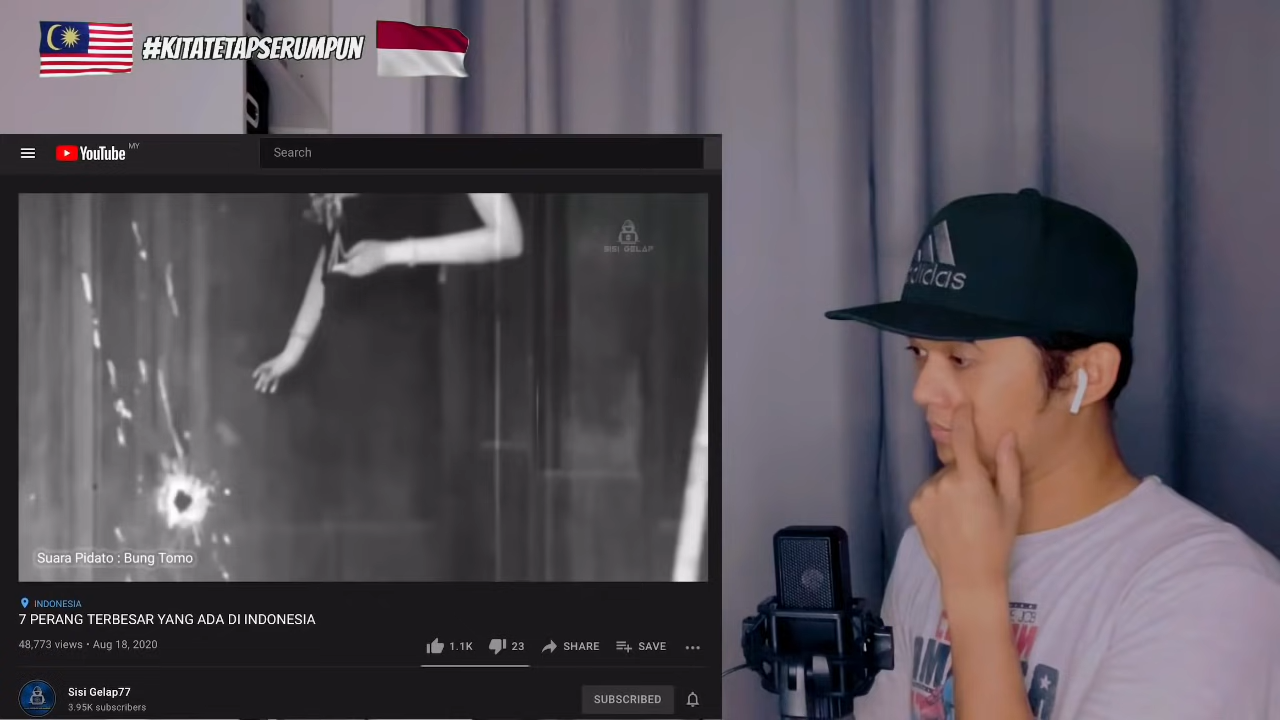 #KITATETAPSERUMPUN
YouTube MY
Search
SISI GELAP
Suara Pidato : Bung Tomo
INDONESIA
7 PERANG TERBESAR YANG ADA DI INDONESIA
48,773 views • Aug 18, 2020
1.1K
23
SHARE
SAVE
Sisi Gelap77
3.95K subscribers
SUBSCRIBED
adidas